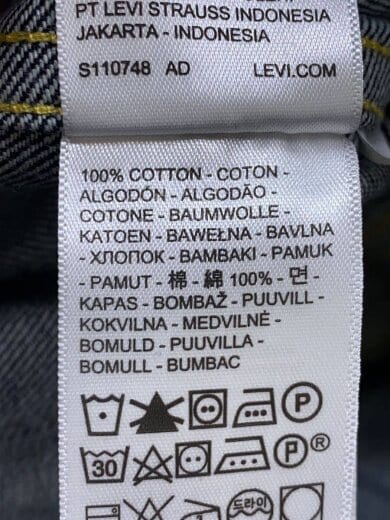 PT LEVI STRAUSS INDONESIA
JAKARTA - INDONESIA
S110748 AD LEVI.COM
100% COTTON - COTON -
ALGODÓN - ALGODÃO -
COTONE - BAUMWOLLE -
KATOEN - BAWEŁNA - BAVLNA
- ХЛОПОК - BAMBAKI - PAMUK
- PAMUT - 棉 - 綿 100% - 면 -
KAPAS - BOMBAŽ - PUUVILL -
KOKVILNA - MEDVILNĖ -
BOMULD - PUUVILLA -
BOMULL - BUMBAC
P
30 P®
드라이